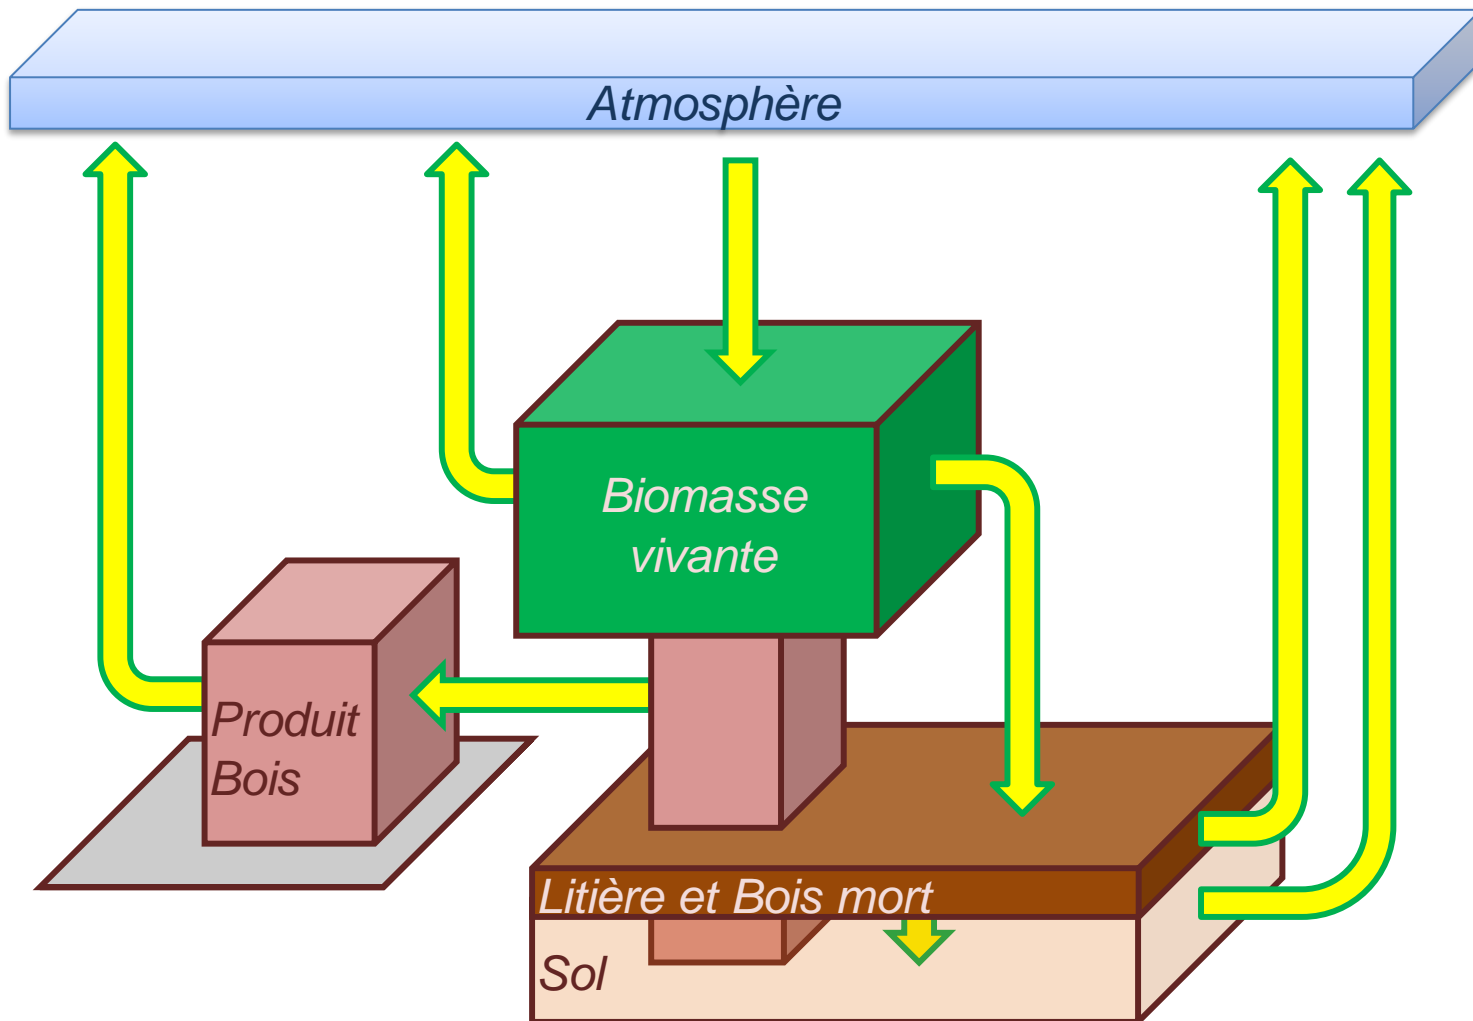 Atmosphère
Biomasse
vivante
Produit
Bois
Litière et Bois mort
Sol